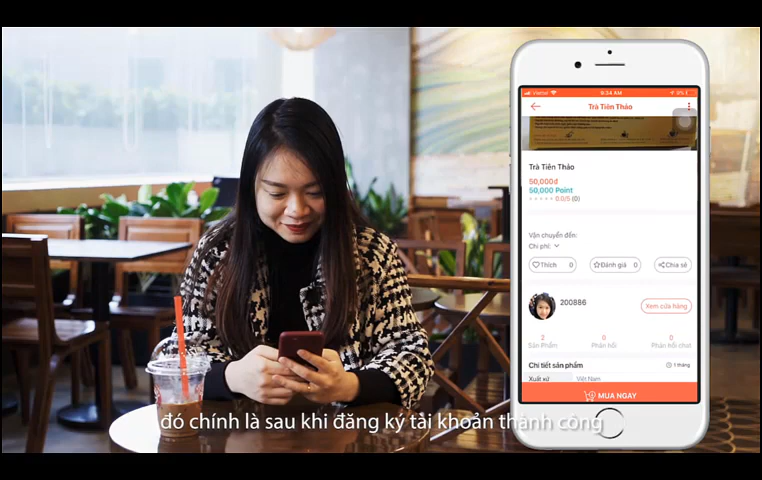 Viettel
9:34 AM
9%
Trà Tiên Thảo
Trà Tiên Thảo
50,000đ
50,000 Point
0.0/5 (0)
Vận chuyển đến:
Chi phí:
Thích 0
Đánh giá 0
Chia sẻ
200886
Xem cửa hàng
2
0
0
Sản Phẩm
Phản hồi
Phản hồi chat
Chi tiết sản phẩm
1 tháng
Xuất xứ
Việt Nam
MUA NGAY
đó chính là sau khi đăng ký tài khoản thành công